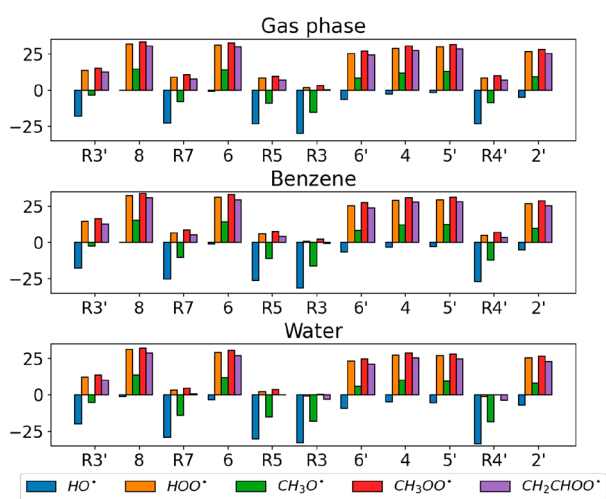 Gas phase
25
0
−25
R3' 8 R7 6 R5 R3 6' 4 5' R4' 2'
Benzene
25
0
−25
R3' 8 R7 6 R5 R3 6' 4 5' R4' 2'
Water
25
0
−25
R3' 8 R7 6 R5 R3 6' 4 5' R4' 2'
HO• HOO• CH₃O• CH₃OO• CH₂CHOO•